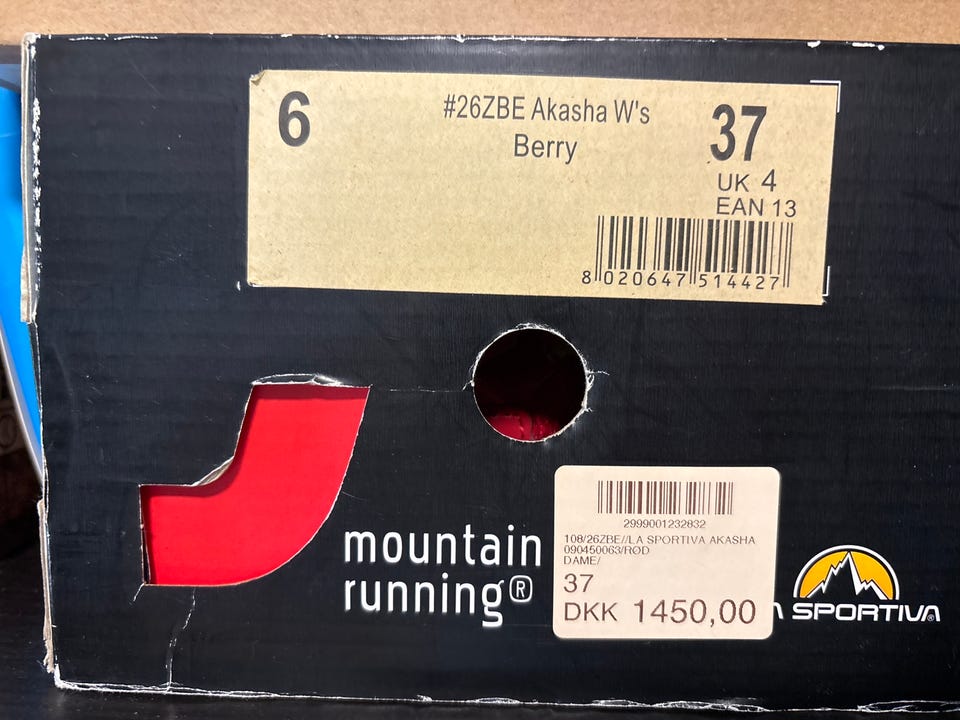 6
#26ZBE Akasha W's
Berry
37
UK 4
EAN 13
8 020647 514427
mountain
running®
2999001232832
108/26ZBE//LA SPORTIVA AKASHA
090450063/RØD
DAME/
37
DKK 1450,00
A SPORTIVA®